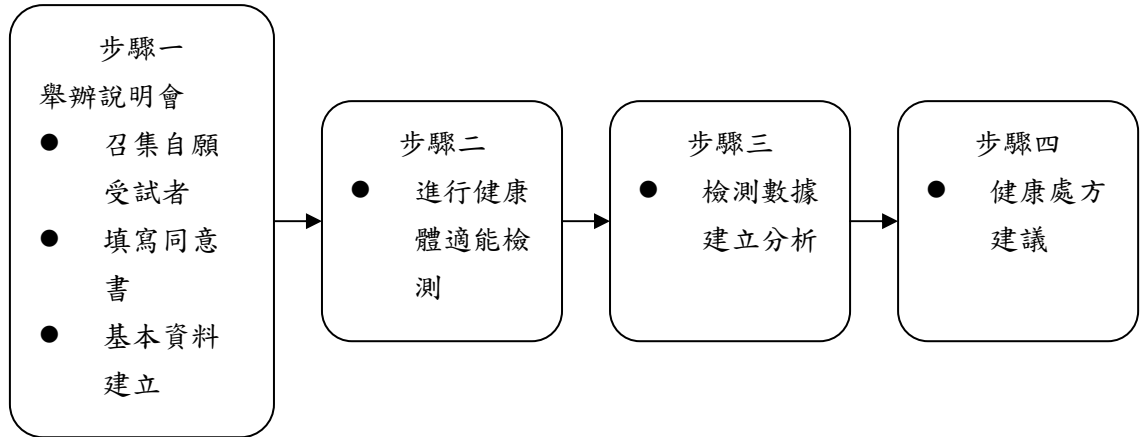 步驟一
舉辦說明會
● 召集自願
受試者
● 填寫同意
書
● 基本資料
建立
步驟二
● 進行健康
體適能檢
測
步驟三
● 檢測數據
建立分析
步驟四
● 健康處方
建議